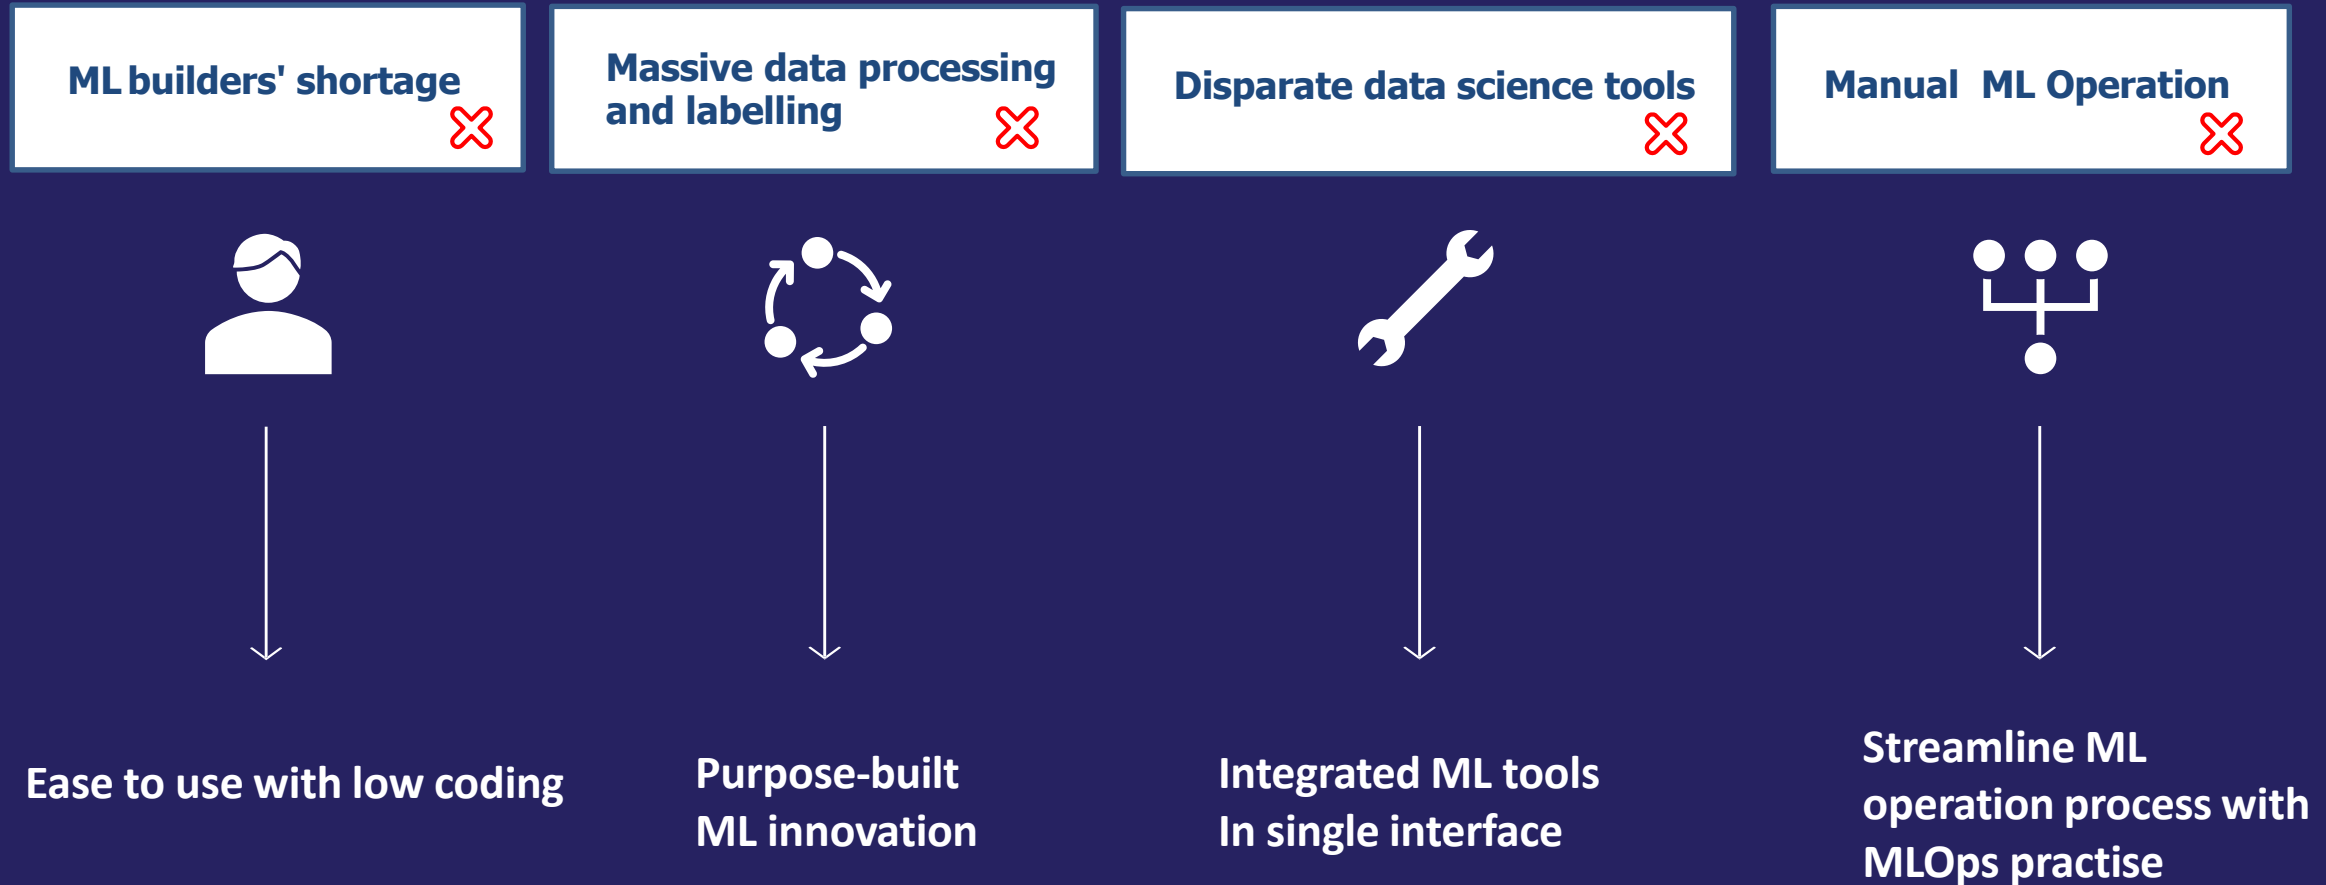 ML builders' shortage
Massive data processing
and labelling
Disparate data science tools
Manual ML Operation
Ease to use with low coding
Purpose-built
ML innovation
Integrated ML tools
In single interface
Streamline ML
operation process with
MLOps practise